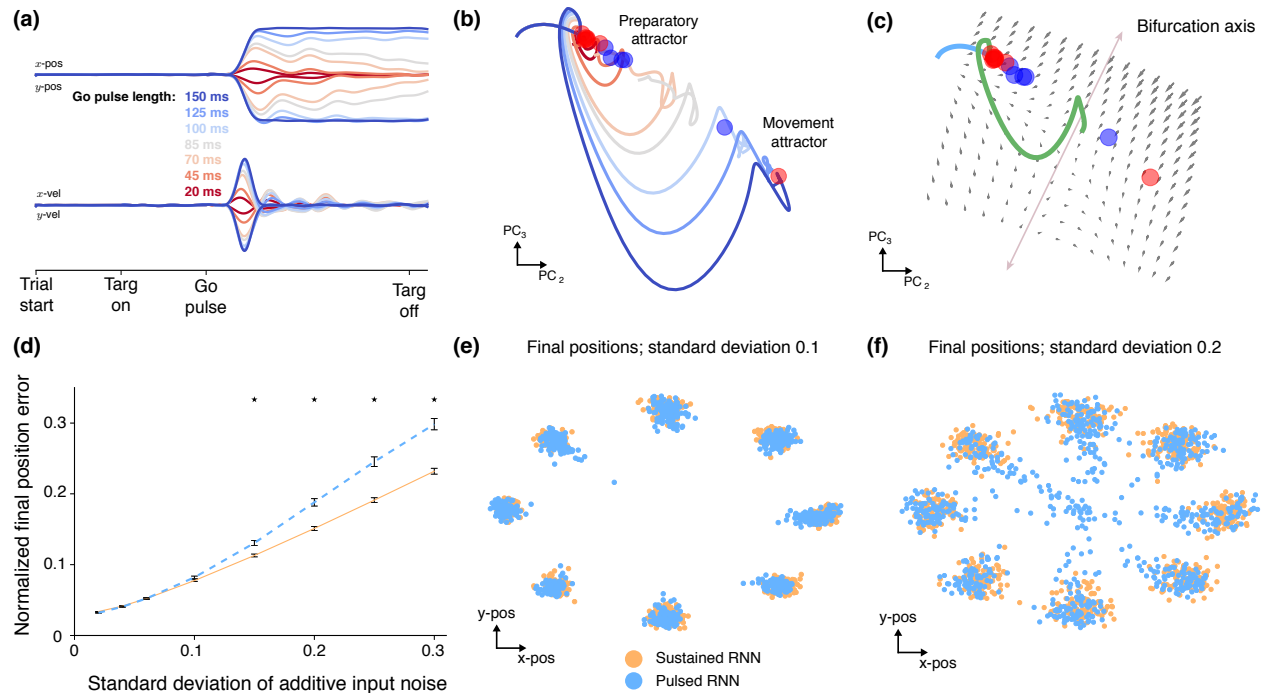 (a)
x-pos
y-pos
Go pulse length:
150 ms
125 ms
100 ms
85 ms
70 ms
45 ms
20 ms
x-vel
y-vel
Trial
start
Targ
on
Go
pulse
Targ
off
(b)
Preparatory
attractor
Movement
attractor
PC3
PC2
(c)
Bifurcation axis
PC3
PC2
(d)
Normalized final position error
0.3
0.2
0.1
0
0
0.1
0.2
0.3
Standard deviation of additive input noise
(e)
Final positions; standard deviation 0.1
y-pos
x-pos
Sustained RNN
Pulsed RNN
(f)
Final positions; standard deviation 0.2
y-pos
x-pos